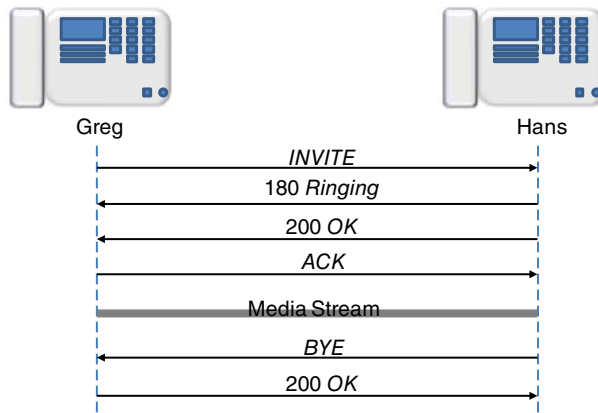 Greg
Hans
INVITE
180 Ringing
200 OK
ACK
Media Stream
BYE
200 OK